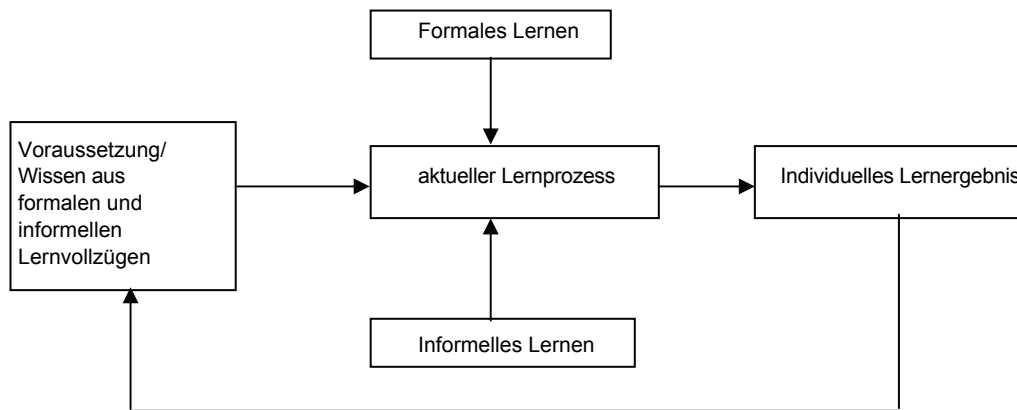 Formales Lernen
Voraussetzung/
Wissen aus
formalen und
informellen
Lernvollzügen
aktueller Lernprozess
Individuelles Lernergebnis
Informelles Lernen